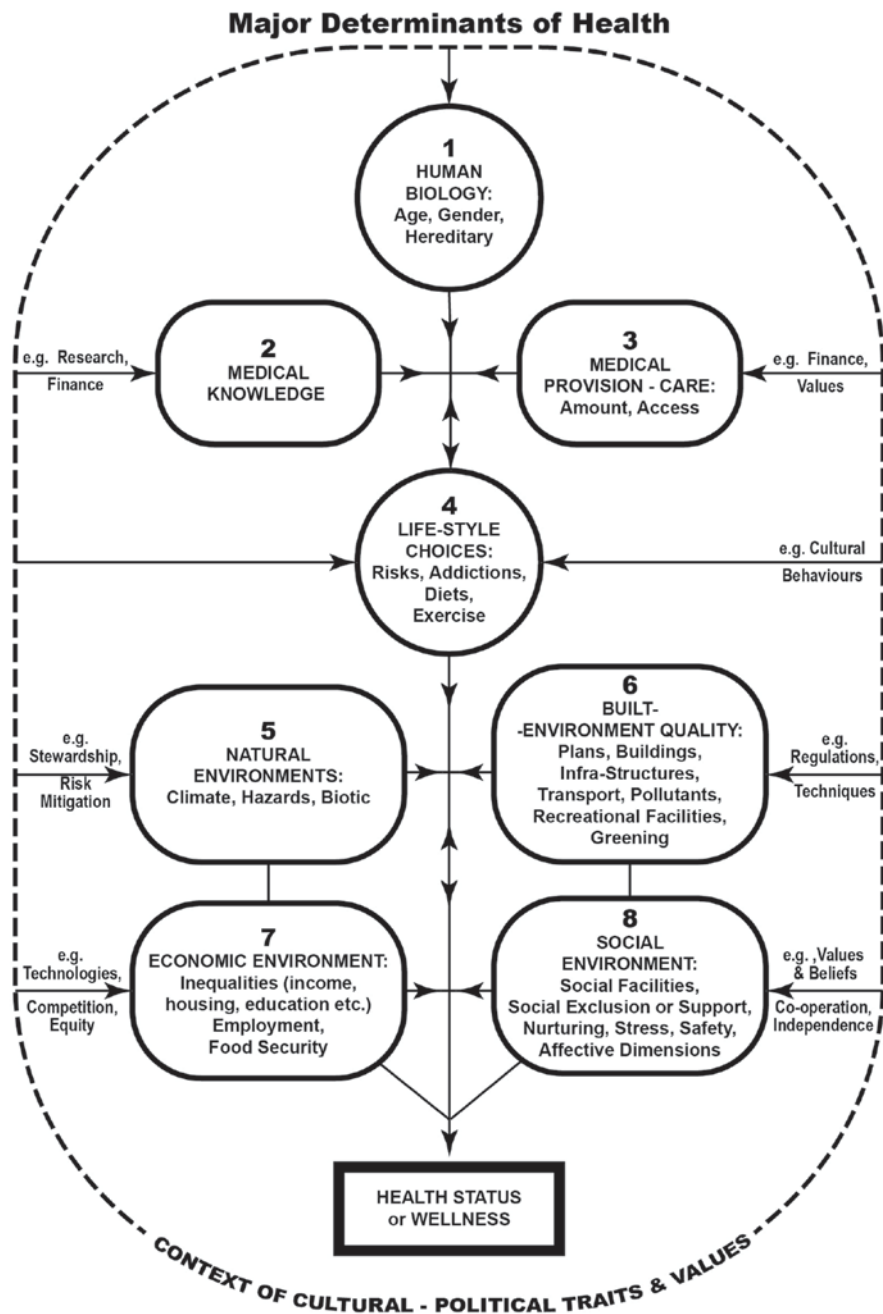 Major Determinants of Health
1
HUMAN
BIOLOGY:
Age, Gender,
Hereditary
2
MEDICAL
KNOWLEDGE
3
MEDICAL
PROVISION - CARE:
Amount, Access
e.g. Research,
Finance
e.g. Finance,
Values
4
LIFE-STYLE
CHOICES:
Risks, Addictions,
Diets,
Exercise
e.g. Cultural
Behaviours
5
NATURAL
ENVIRONMENTS:
Climate, Hazards, Biotic
e.g.
Stewardship,
Risk
Mitigation
6
BUILT-
-ENVIRONMENT QUALITY:
Plans, Buildings,
Infra-Structures,
Transport, Pollutants,
Recreational Facilities,
Greening
e.g.
Regulations,
Techniques
7
ECONOMIC ENVIRONMENT:
Inequalities (income,
housing, education etc.)
Employment,
Food Security
e.g.
Technologies,
Competition,
Equity
8
SOCIAL
ENVIRONMENT:
Social Facilities,
Social Exclusion or Support,
Nurturing, Stress, Safety,
Affective Dimensions
e.g. ,Values
& Beliefs
Co-operation,
Independence
HEALTH STATUS
or WELLNESS
CONTEXT OF CULTURAL - POLITICAL TRAITS & VALUES